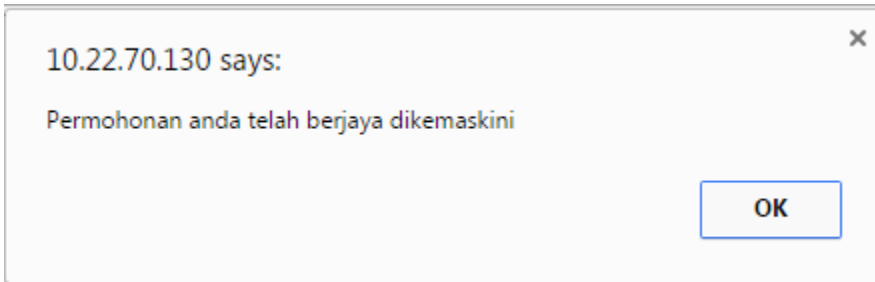 10.22.70.130 says:
Permohonan anda telah berjaya dikemaskini
OK